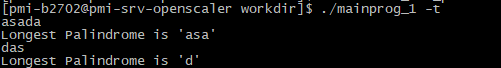 [pmi-b2702@pmi-srv-openscaler workdir]$ ./mainprog_1 -t
asada
Longest Palindrome is 'asa'
das
Longest Palindrome is 'd'